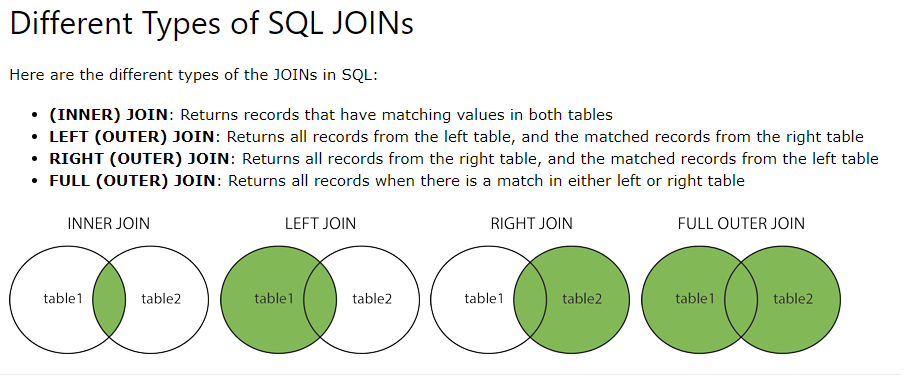 Different Types of SQL JOINs
Here are the different types of the JOINs in SQL:
• (INNER) JOIN: Returns records that have matching values in both tables
• LEFT (OUTER) JOIN: Returns all records from the left table, and the matched records from the right table
• RIGHT (OUTER) JOIN: Returns all records from the right table, and the matched records from the left table
• FULL (OUTER) JOIN: Returns all records when there is a match in either left or right table
INNER JOIN
table1 table2
LEFT JOIN
table1 table2
RIGHT JOIN
table1 table2
FULL OUTER JOIN
table1 table2